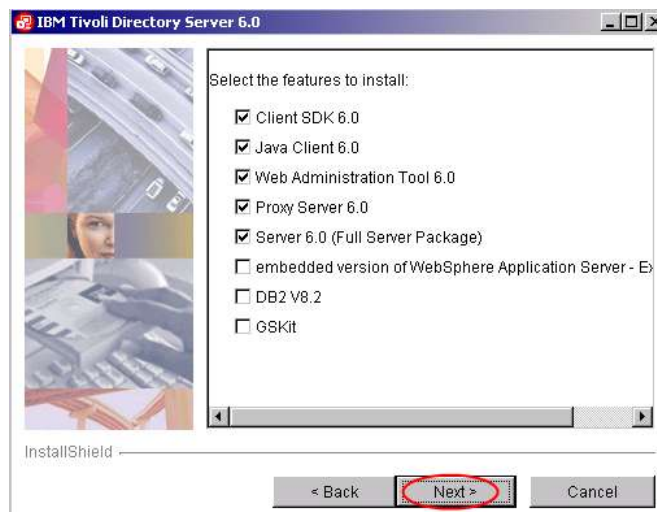 IBM Tivoli Directory Server 6.0
Select the features to install:
Client SDK 6.0
Java Client 6.0
Web Administration Tool 6.0
Proxy Server 6.0
Server 6.0 (Full Server Package)
embedded version of WebSphere Application Server - Ex
DB2 V8.2
GSKit
InstallShield
< Back
Next >
Cancel